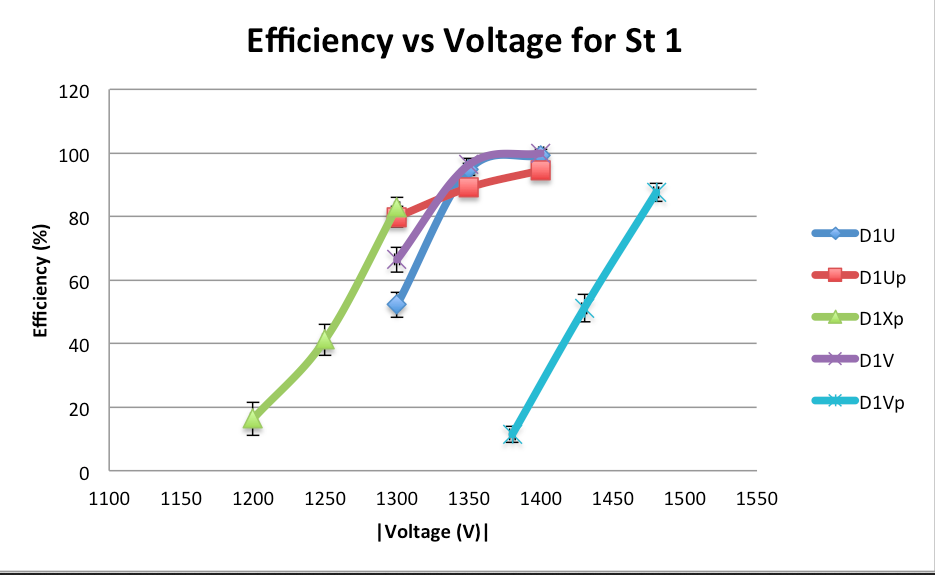 Efficiency vs Voltage for St 1
120
100
80
60
40
20
0
Efficiency (%)
1100 1150 1200 1250 1300 1350 1400 1450 1500 1550
|Voltage (V)|
D1U
D1Up
D1Xp
D1V
D1Vp